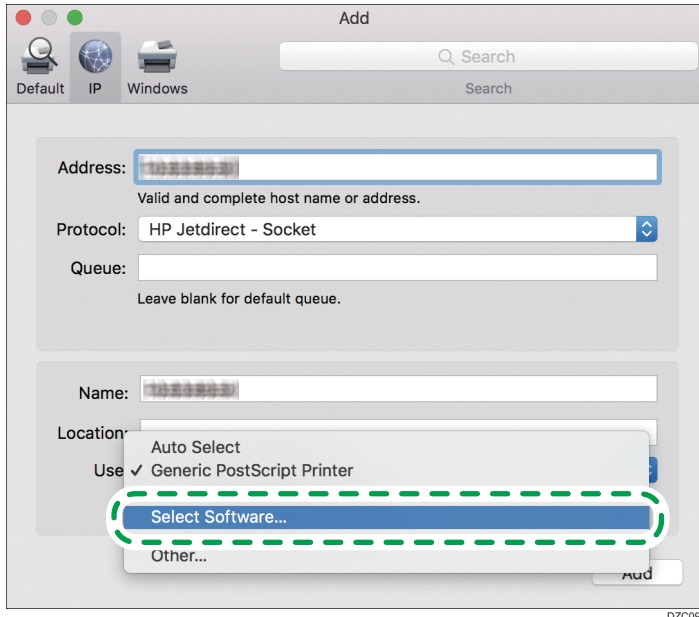 Add
Search
Default IP Windows Search
Address:
Valid and complete host name or address.
Protocol: HP Jetdirect - Socket
Queue:
Leave blank for default queue.
Name:
Location:
Auto Select
Use ✓ Generic PostScript Printer
Select Software...
Other...
Add